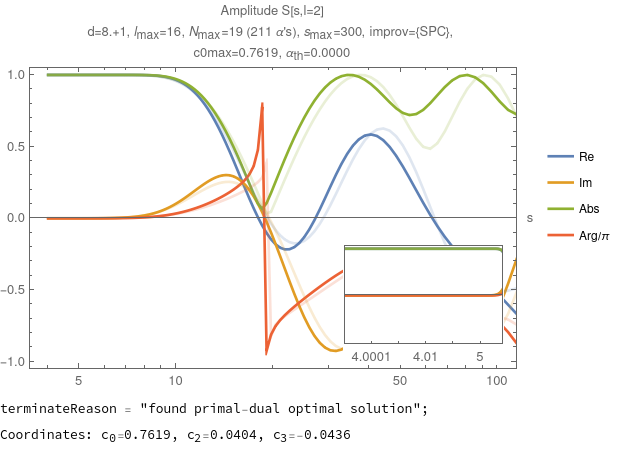 Amplitude S[s,l=2]
d=8.+1, lmax=16, Nmax=19 (211 α's), smax=300, improv={SPC},
c0max=0.7619, αth=0.0000
1.0
0.5
0.0
−0.5
−1.0
5 10 50 100
s
Re
Im
Abs
Arg/π
4.0001 4.01 5
terminateReason = "found primal-dual optimal solution";
Coordinates: c0=0.7619, c2=0.0404, c3=-0.0436